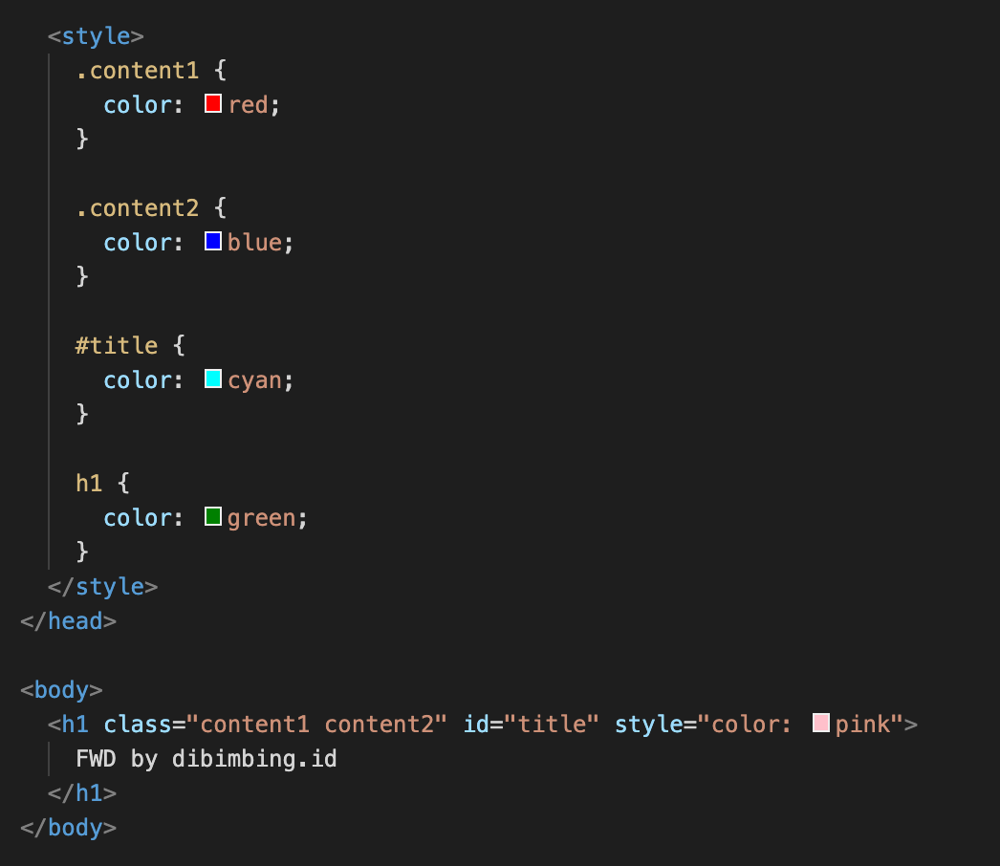 <style>
.content1 {
color: red;
}
.content2 {
color: blue;
}
#title {
color: cyan;
}
h1 {
color: green;
}
</style>
</head>
<body>
<h1 class="content1 content2" id="title" style="color: pink">
FWD by dibimbing.id
</h1>
</body>